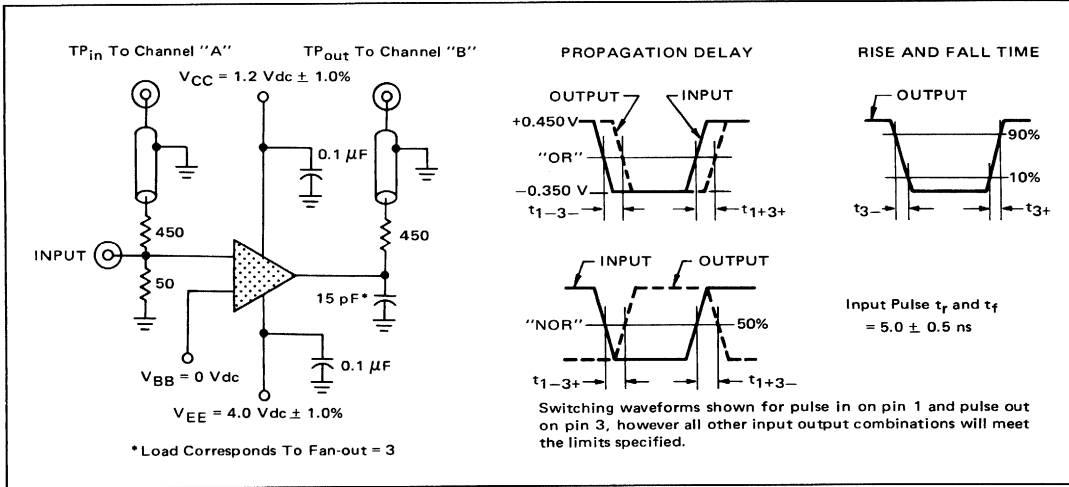 TPin To Channel "A"
TPout To Channel "B"
VCC = 1.2 Vdc ± 1.0%
0.1 µF
450
450
INPUT
50
15 pF*
0.1 µF
VBB = 0 Vdc
VEE = 4.0 Vdc ± 1.0%
*Load Corresponds To Fan-out = 3
PROPAGATION DELAY
OUTPUT
INPUT
+0.450 V
"OR"
−0.350 V
t1−3−
t1+3+
INPUT
OUTPUT
"NOR"
50%
t1−3+
t1+3−
RISE AND FALL TIME
OUTPUT
90%
10%
t3−
t3+
Input Pulse tr and tf
= 5.0 ± 0.5 ns
Switching waveforms shown for pulse in on pin 1 and pulse out
on pin 3, however all other input output combinations will meet
the limits specified.